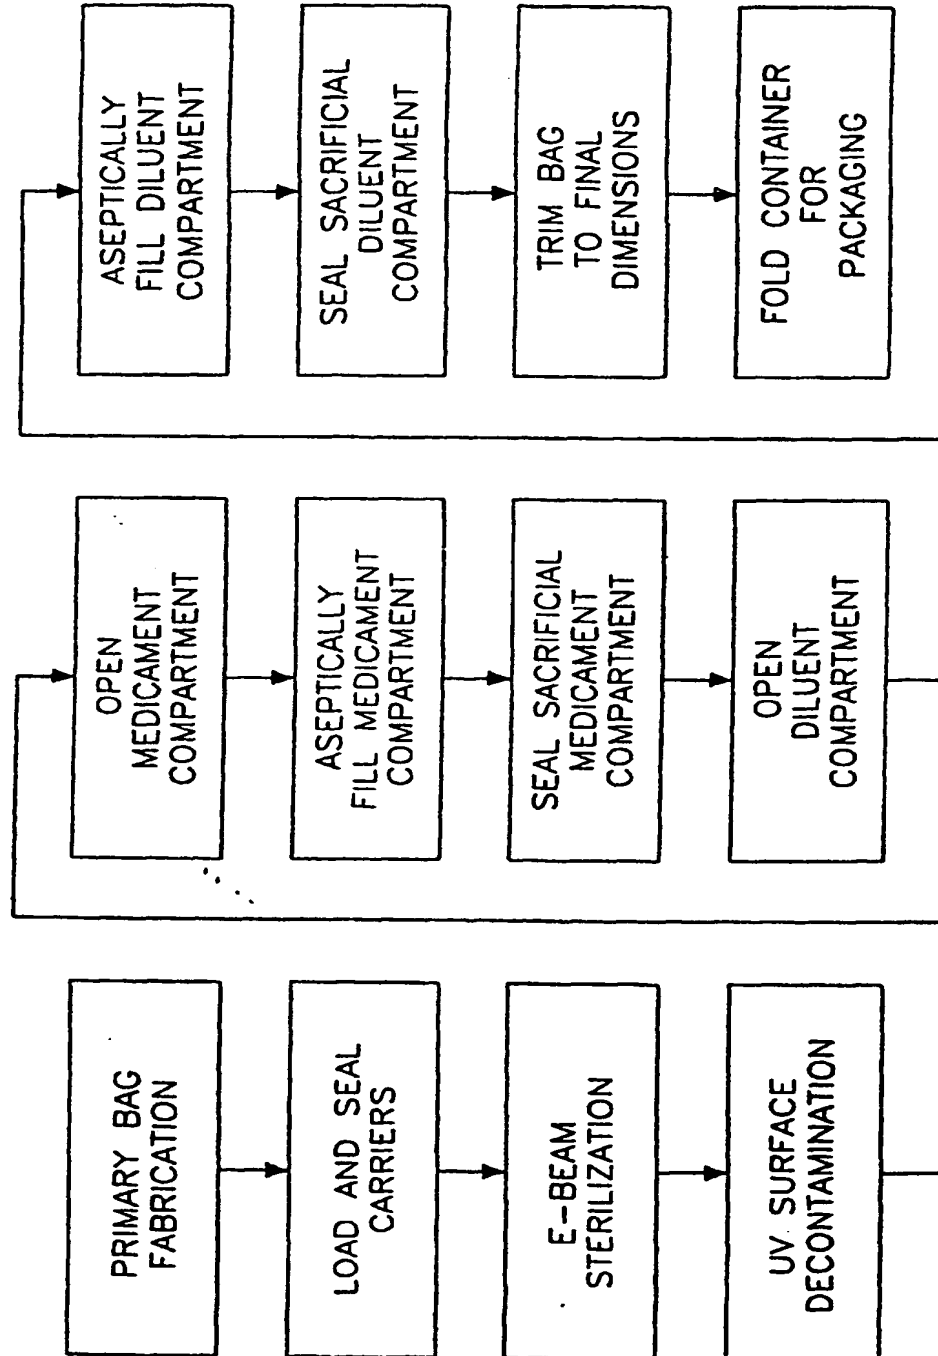 PRIMARY BAG
FABRICATION
LOAD AND SEAL
CARRIERS
E-BEAM
STERILIZATION
UV SURFACE
DECONTAMINATION
OPEN
MEDICAMENT
COMPARTMENT
ASEPTICALLY
FILL MEDICAMENT
COMPARTMENT
SEAL SACRIFICIAL
MEDICAMENT
COMPARTMENT
OPEN
DILUENT
COMPARTMENT
ASEPTICALLY
FILL DILUENT
COMPARTMENT
SEAL SACRIFICIAL
DILUENT
COMPARTMENT
TRIM BAG
TO FINAL
DIMENSIONS
FOLD CONTAINER
FOR
PACKAGING